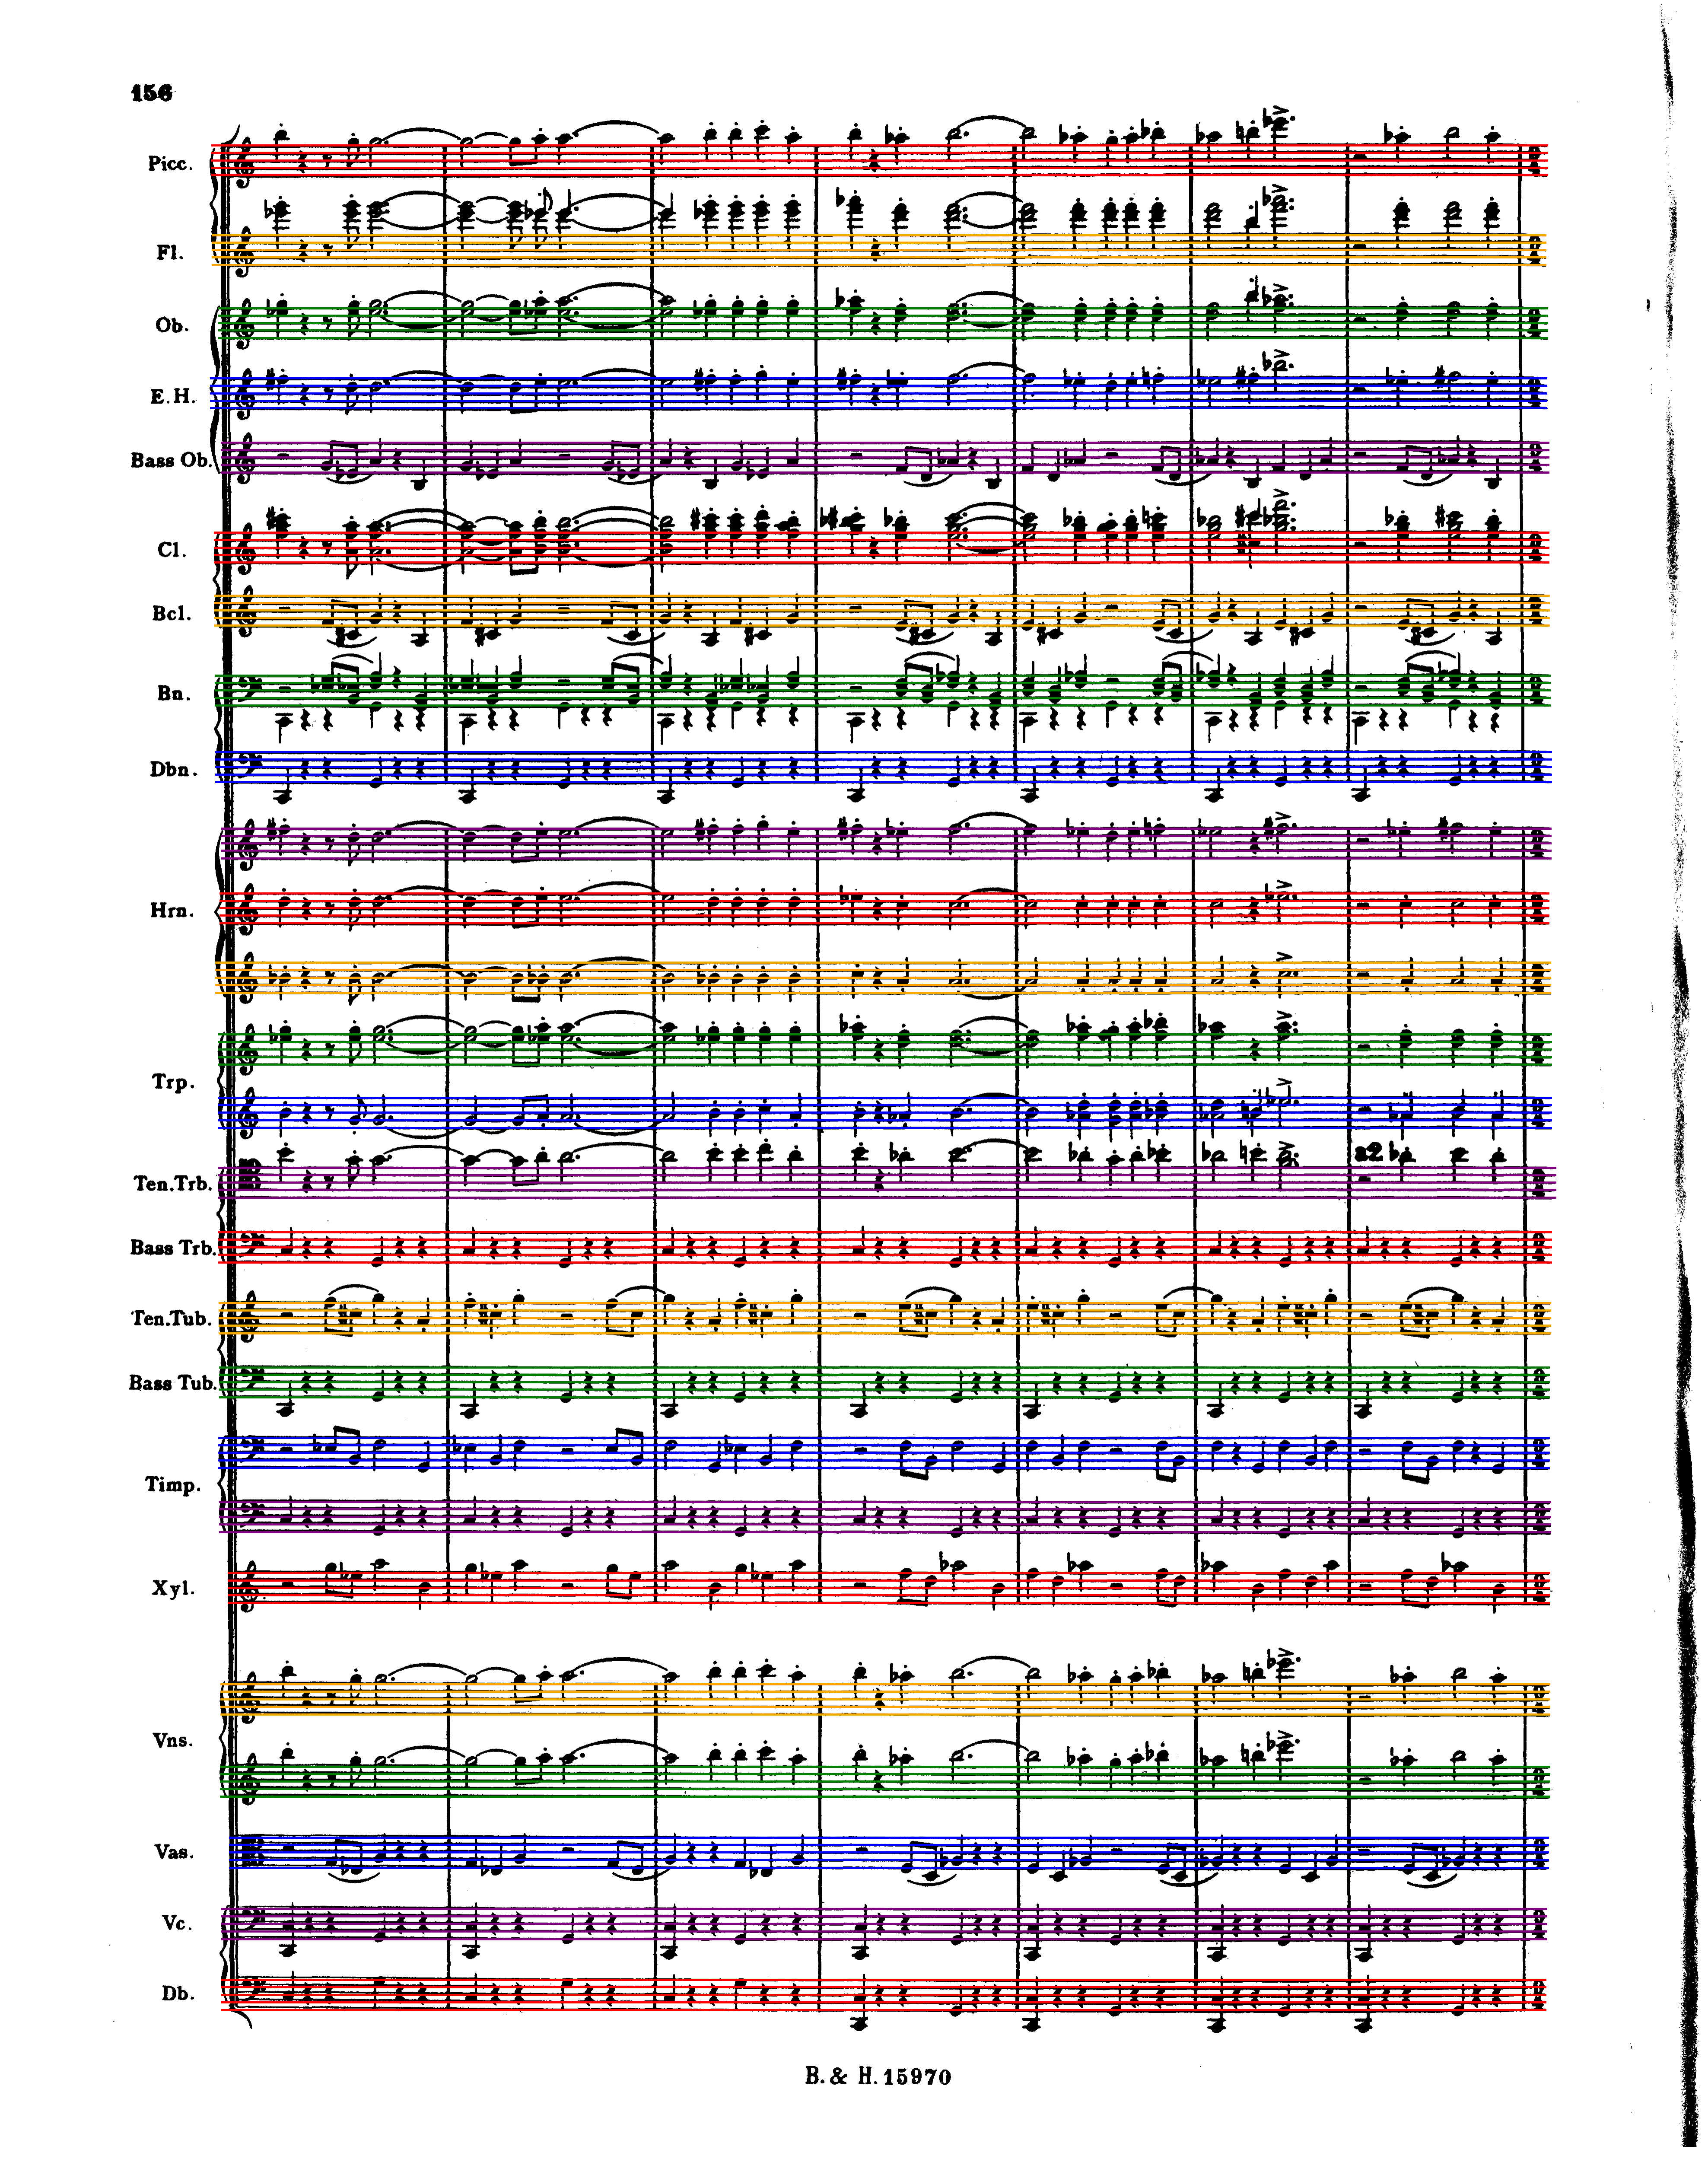 156
Picc.
Fl.
Ob.
E.H.
Bass Ob.
Cl.
Bcl.
Bn.
Dbn.
Hrn.
Trp.
Ten.Trb.
a2
Bass Trb.
Ten.Tub.
Bass Tub.
Timp.
Xyl.
Vns.
Vas.
Vc.
Db.
B. & H. 15970